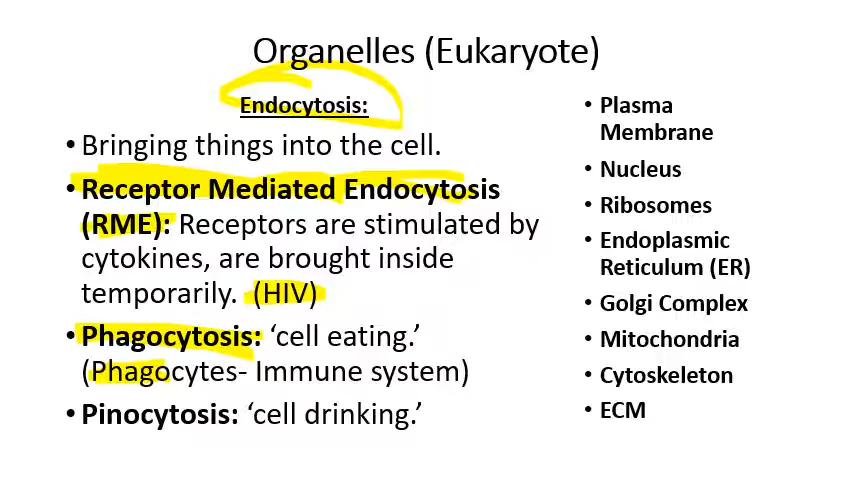 Organelles (Eukaryote)
Endocytosis:
• Bringing things into the cell.
• Receptor Mediated Endocytosis
(RME): Receptors are stimulated by
cytokines, are brought inside
temporarily. (HIV)
• Phagocytosis: ‘cell eating.’
(Phagocytes- Immune system)
• Pinocytosis: ‘cell drinking.’
• Plasma
Membrane
• Nucleus
• Ribosomes
• Endoplasmic
Reticulum (ER)
• Golgi Complex
• Mitochondria
• Cytoskeleton
• ECM